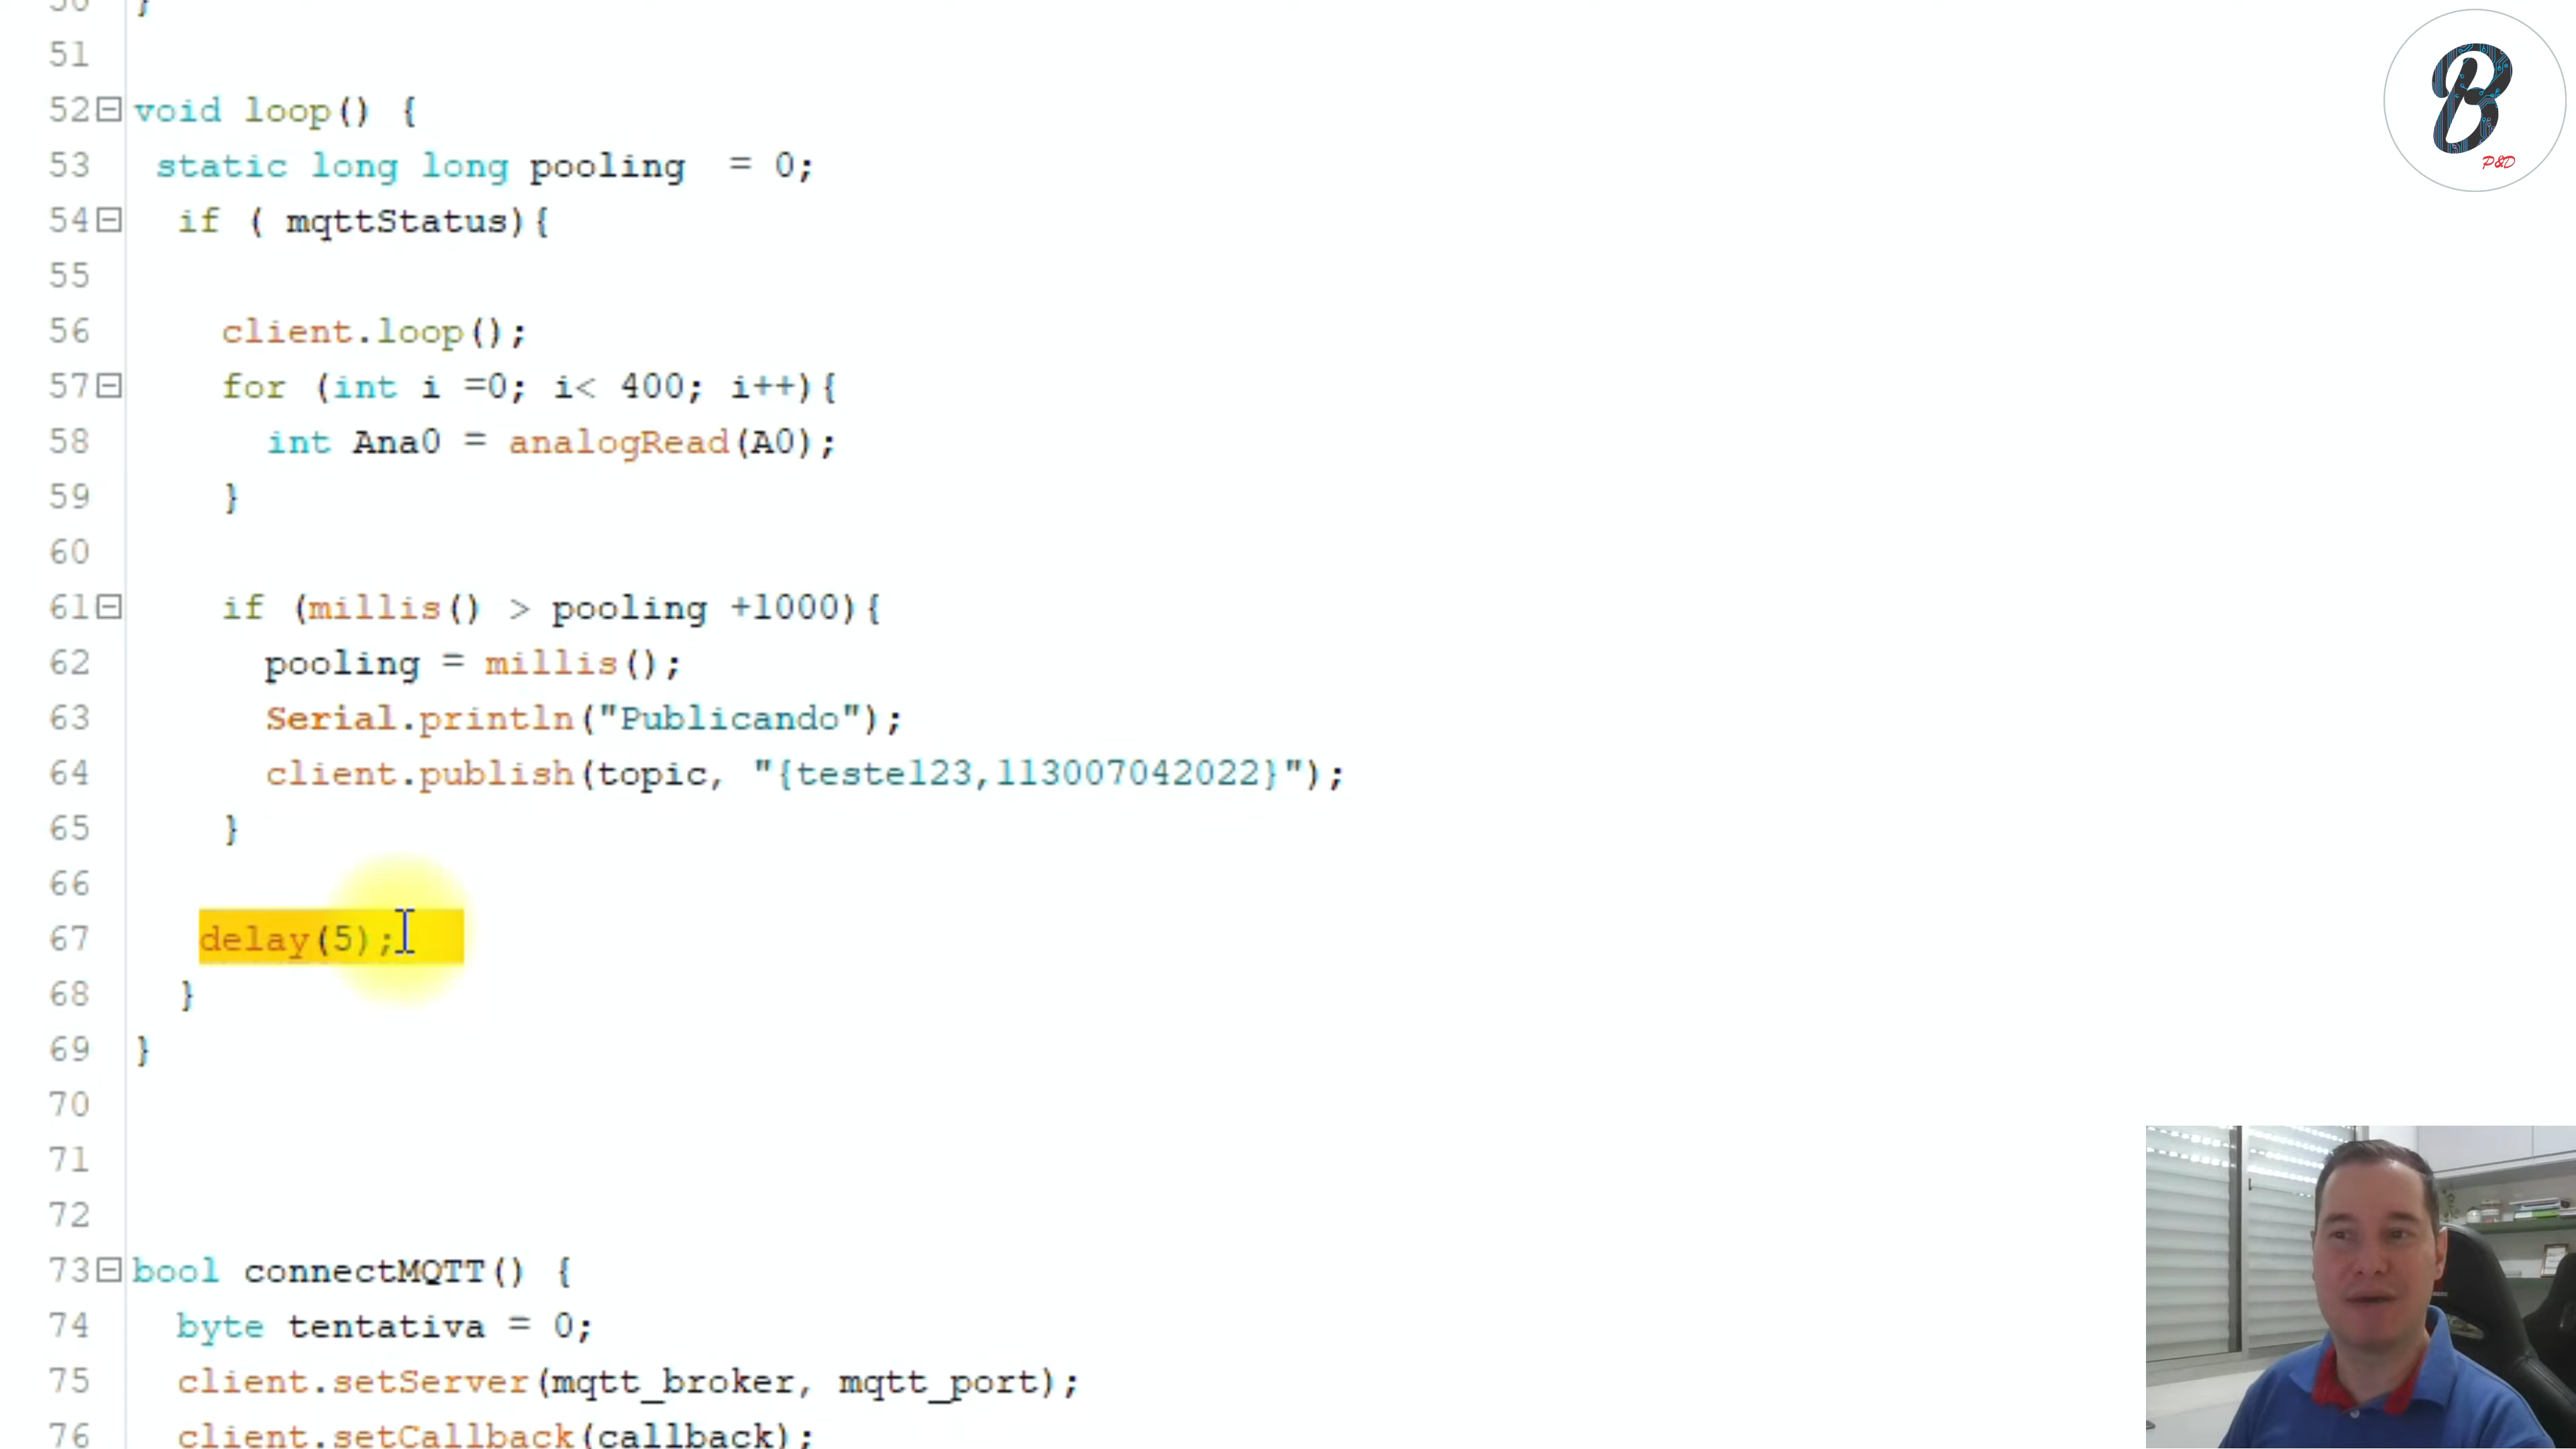 51
52 void loop() {
53 static long long pooling = 0;
54 if ( mqttStatus){
55
56 client.loop();
57 for (int i =0; i< 400; i++){
58 int Ana0 = analogRead(A0);
59 }
60
61 if (millis() > pooling +1000){
62 pooling = millis();
63 Serial.println("Publicando");
64 client.publish(topic, "{teste123,113007042022}");
65 }
66
67 delay(5);
68 }
69 }
70
71
72
73 bool connectMQTT() {
74 byte tentativa = 0;
75 client.setServer(mqtt_broker, mqtt_port);
76 client.setCallback(callback);
B
P&D